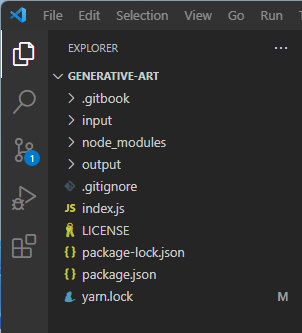 File Edit Selection View Go Run
EXPLORER ...
GENERATIVE-ART
.gitbook
input
node_modules
output
.gitignore
JS index.js
LICENSE
{ } package-lock.json
{ } package.json
yarn.lock M
1